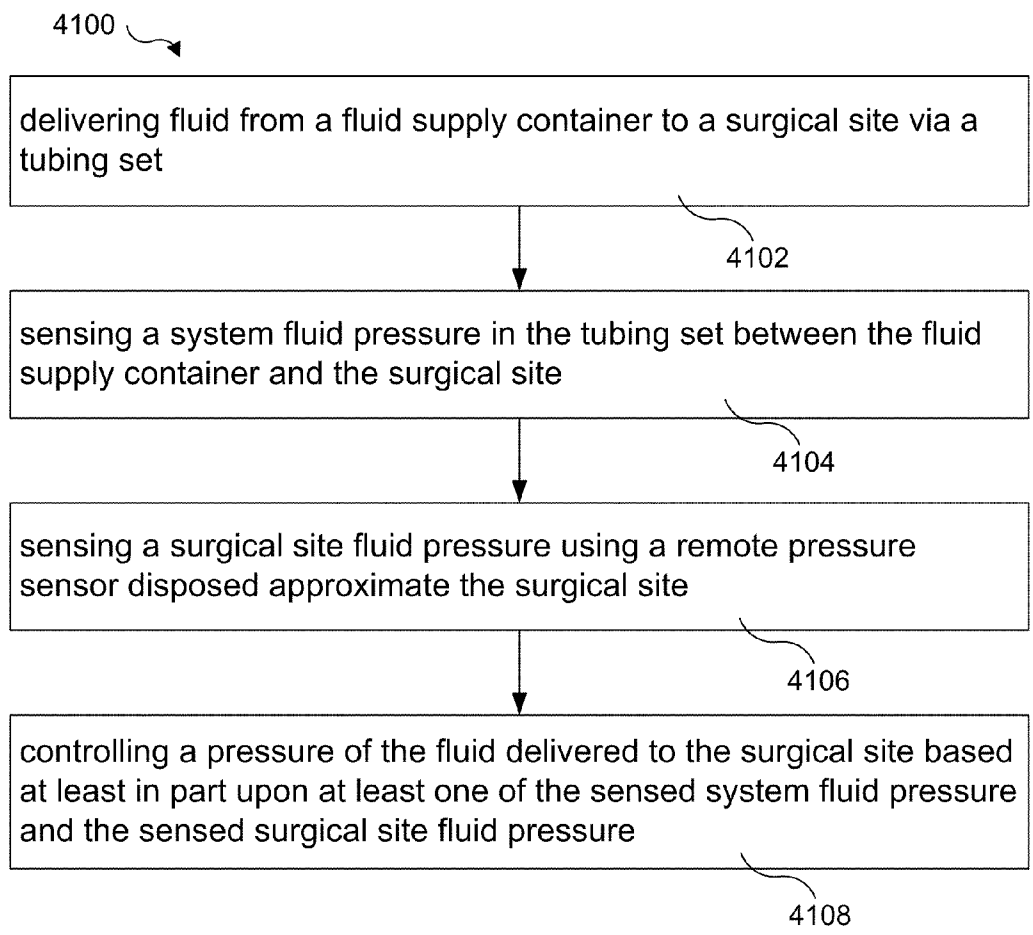 4100
delivering fluid from a fluid supply container to a surgical site via a
tubing set
4102
sensing a system fluid pressure in the tubing set between the fluid
supply container and the surgical site
4104
sensing a surgical site fluid pressure using a remote pressure
sensor disposed approximate the surgical site
4106
controlling a pressure of the fluid delivered to the surgical site based
at least in part upon at least one of the sensed system fluid pressure
and the sensed surgical site fluid pressure
4108